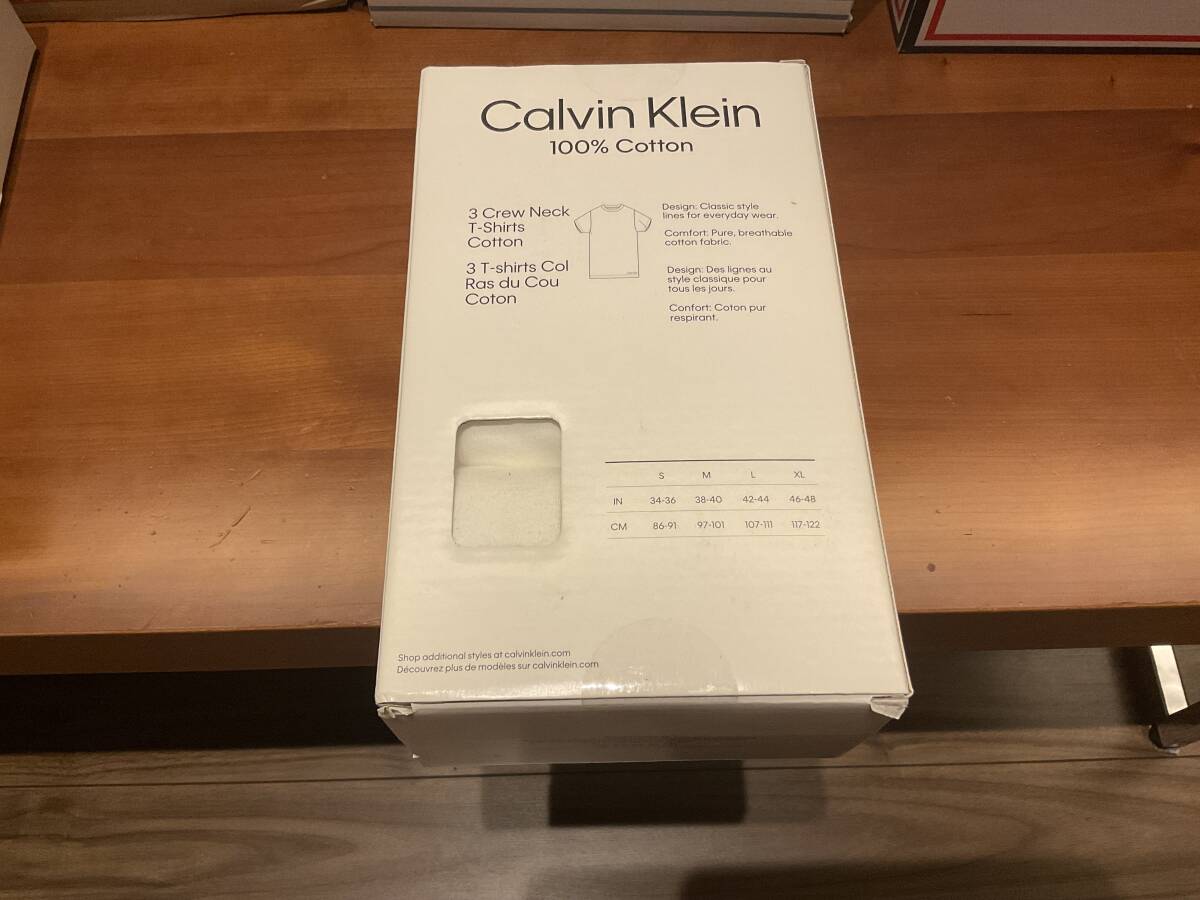 Calvin Klein
100% Cotton
3 Crew Neck
T-Shirts
Cotton
3 T-shirts Col
Ras du Cou
Coton
Design: Classic style
lines for everyday wear.
Comfort: Pure, breathable
cotton fabric.
Design: Des lignes au
style classique pour
tous les jours.
Confort: Coton pur
respirant.
S M L XL
IN 34-36 38-40 42-44 46-48
CM 86-91 97-101 107-111 117-122
Shop additional styles at calvinklein.com
Découvrez plus de modèles sur calvinklein.com